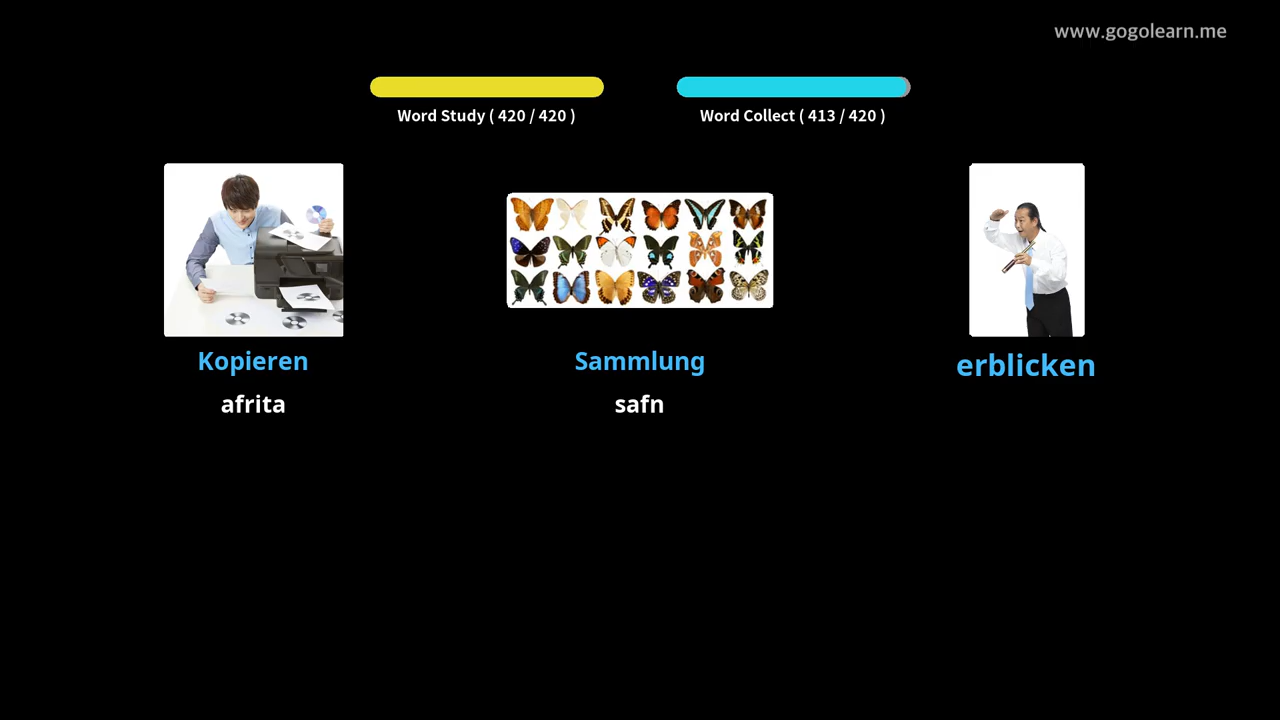 www.gogolearn.me
Word Study ( 420 / 420 )
Word Collect ( 413 / 420 )
Kopieren
Sammlung
erblicken
afrita
safn